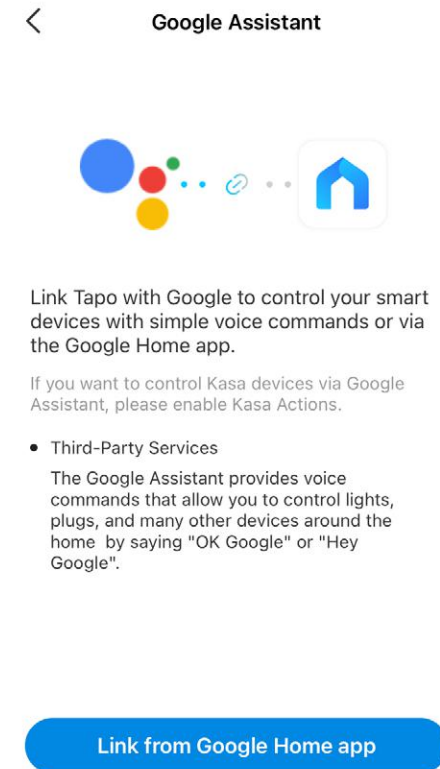 Google Assistant
Link Tapo with Google to control your smart
devices with simple voice commands or via
the Google Home app.
If you want to control Kasa devices via Google
Assistant, please enable Kasa Actions.
• Third-Party Services
The Google Assistant provides voice
commands that allow you to control lights,
plugs, and many other devices around the
home  by saying "OK Google" or "Hey
Google".
Link from Google Home app